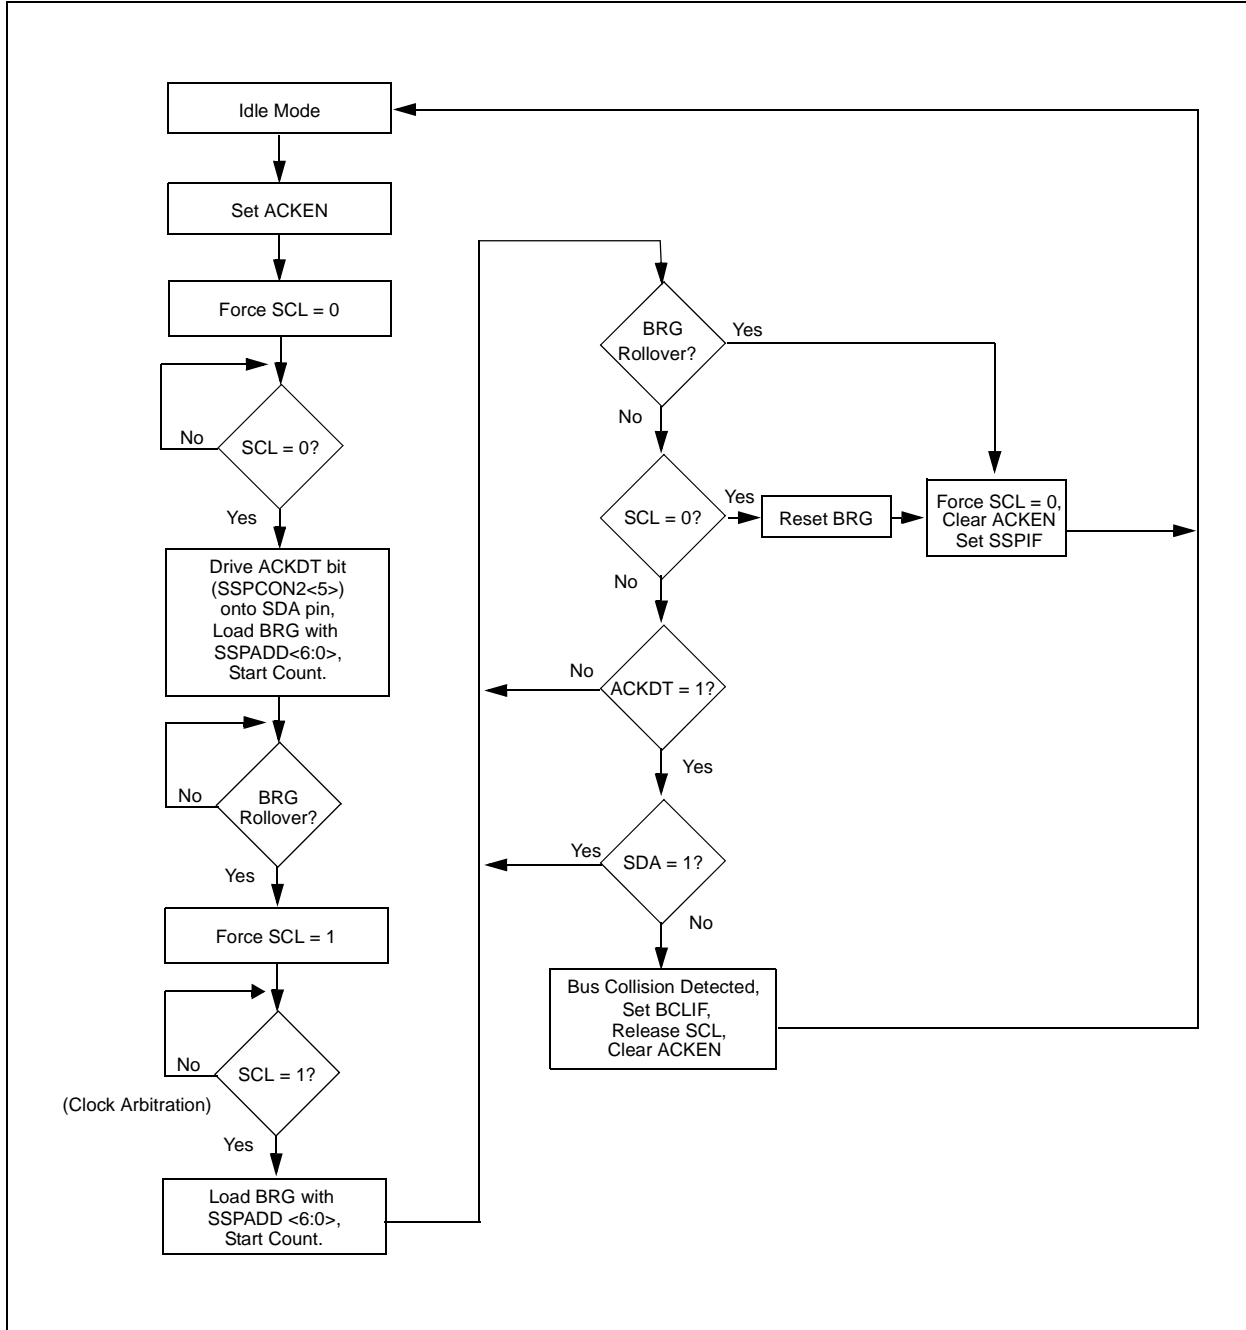 Idle Mode
Set ACKEN
Force SCL = 0
No
SCL = 0?
Yes
Drive ACKDT bit
(SSPCON2<5>)
onto SDA pin,
Load BRG with
SSPADD<6:0>,
Start Count.
No
BRG
Rollover?
Yes
Force SCL = 1
No
SCL = 1?
(Clock Arbitration)
Yes
Load BRG with
SSPADD <6:0>,
Start Count.
BRG
Rollover?
Yes
No
SCL = 0?
Yes
Reset BRG
Force SCL = 0,
Clear ACKEN
Set SSPIF
No
No
ACKDT = 1?
Yes
Yes
SDA = 1?
No
Bus Collision Detected,
Set BCLIF,
Release SCL,
Clear ACKEN